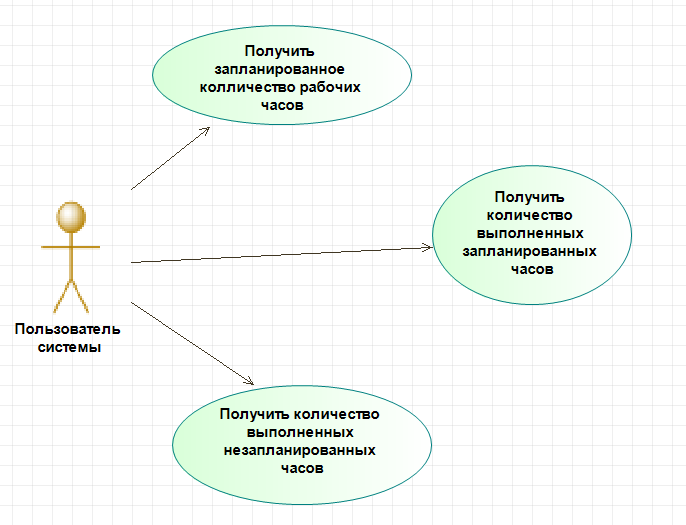 Получить
запланированное
колличество рабочих
часов
Получить
количество
выполненных
запланированных
часов
Пользователь
системы
Получить количество
выполненных
незапланированных
часов